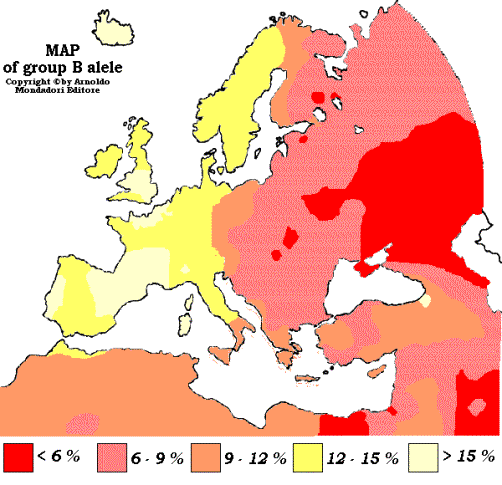 MAP
of group B alele
Copyright © by Arnoldo
Mondadori Editore
< 6 %
6 - 9 %
9 - 12 %
12 - 15 %
> 15 %